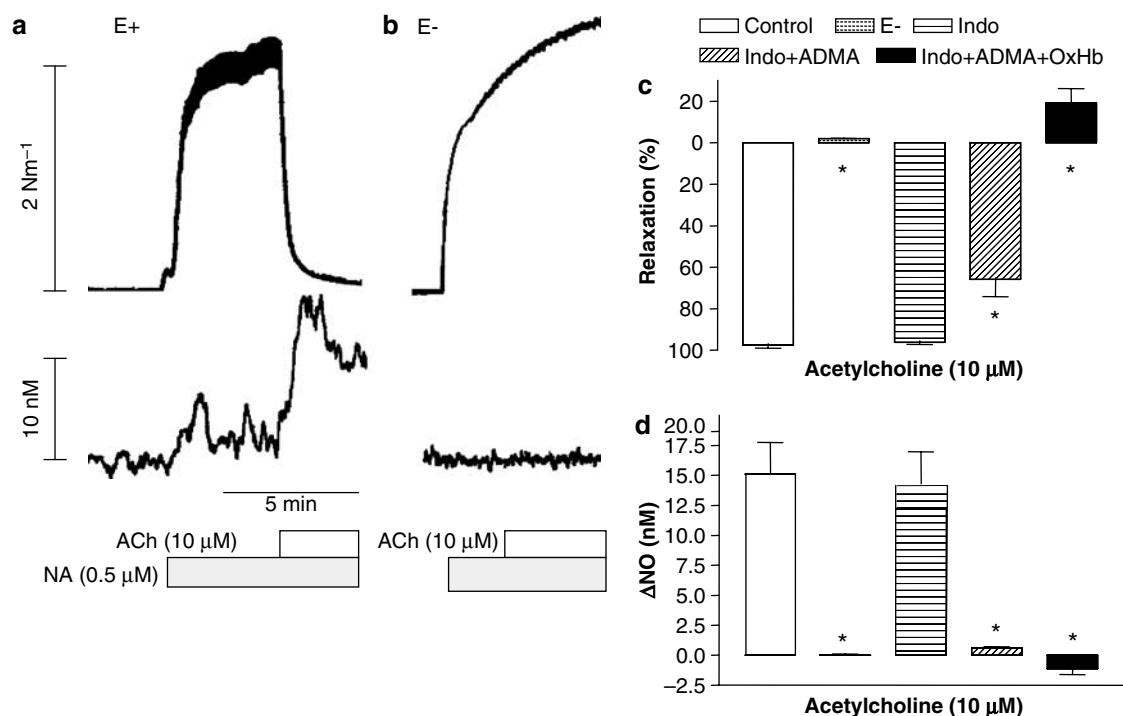 a E+
b E-
Control E- Indo
Indo+ADMA Indo+ADMA+OxHb
2 Nm⁻¹
10 nM
5 min
ACh (10 µM)
NA (0.5 µM)
ACh (10 µM)
c
Relaxation (%)
20
0
20
40
60
80
100
*
*
*
Acetylcholine (10 µM)
d
ΔNO (nM)
20.0
17.5
15.0
12.5
10.0
7.5
5.0
2.5
0.0
−2.5
*
*
*
Acetylcholine (10 µM)